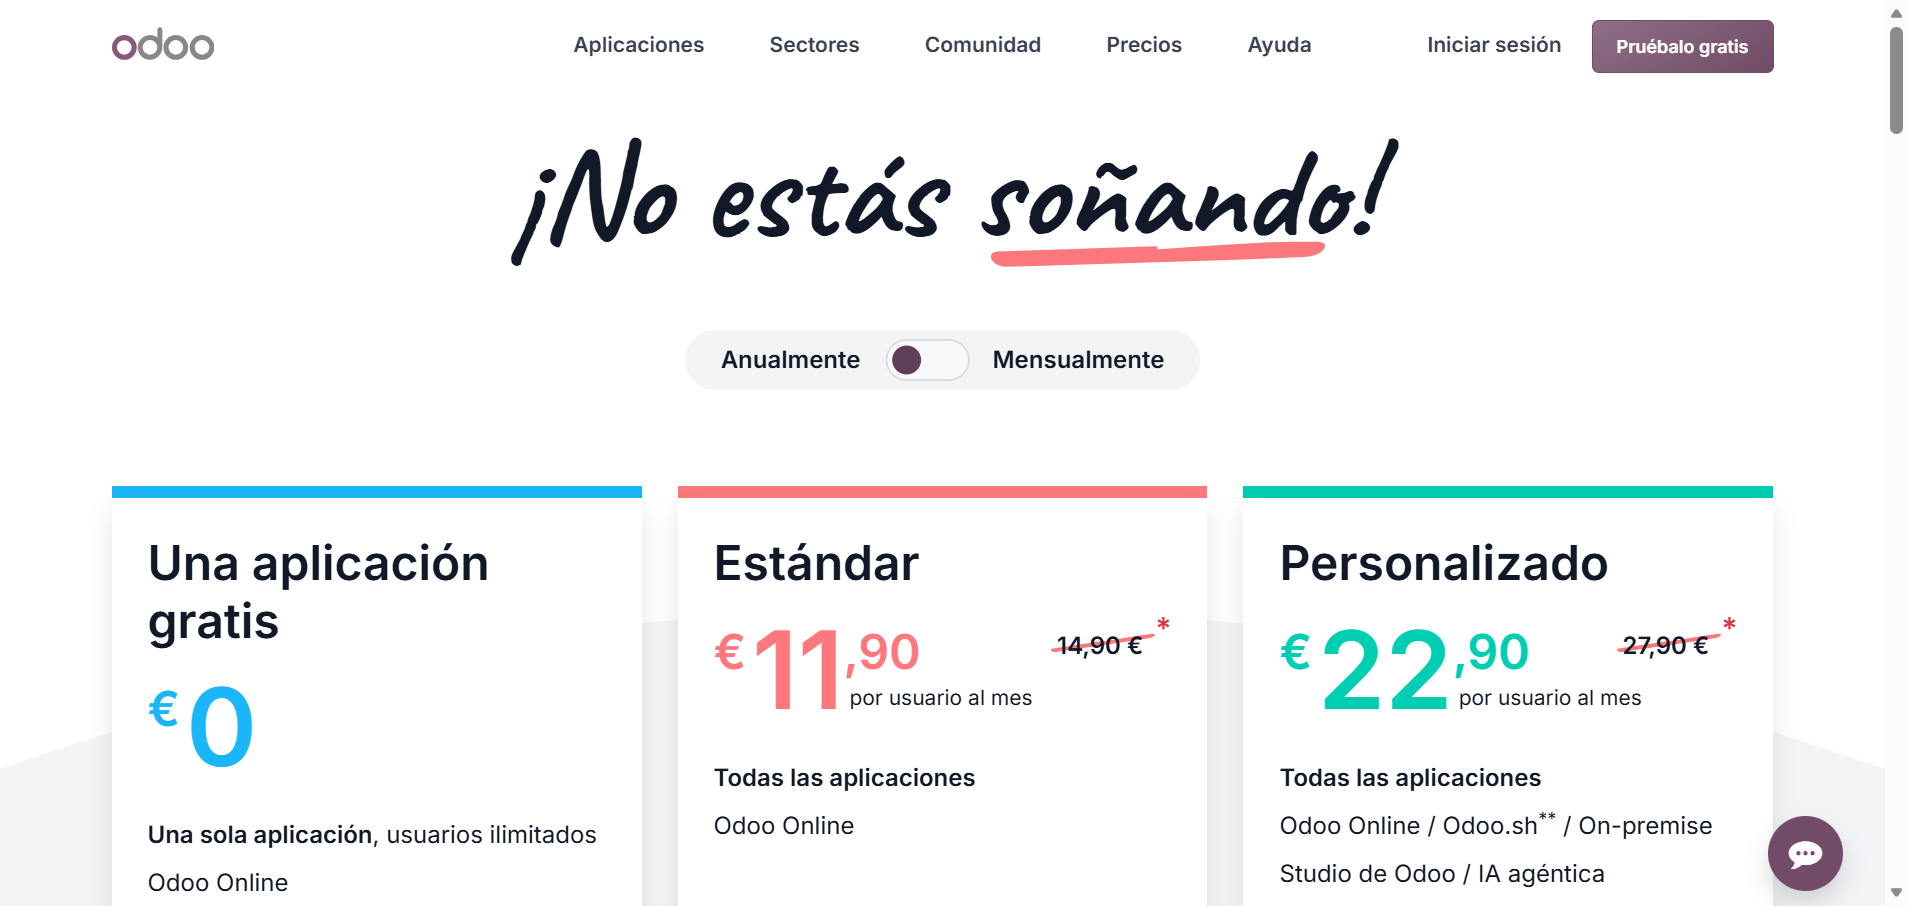 odoo
Aplicaciones
Sectores
Comunidad
Precios
Ayuda
Iniciar sesión
Pruébalo gratis
¡No estás soñando!
Anualmente
Mensualmente
Una aplicación
gratis
€ 0
Una sola aplicación, usuarios ilimitados
Odoo Online
Estándar
€ 11,90
14,90 € *
por usuario al mes
Todas las aplicaciones
Odoo Online
Personalizado
€ 22,90
27,90 € *
por usuario al mes
Todas las aplicaciones
Odoo Online / Odoo.sh** / On-premise
Studio de Odoo / IA agéntica